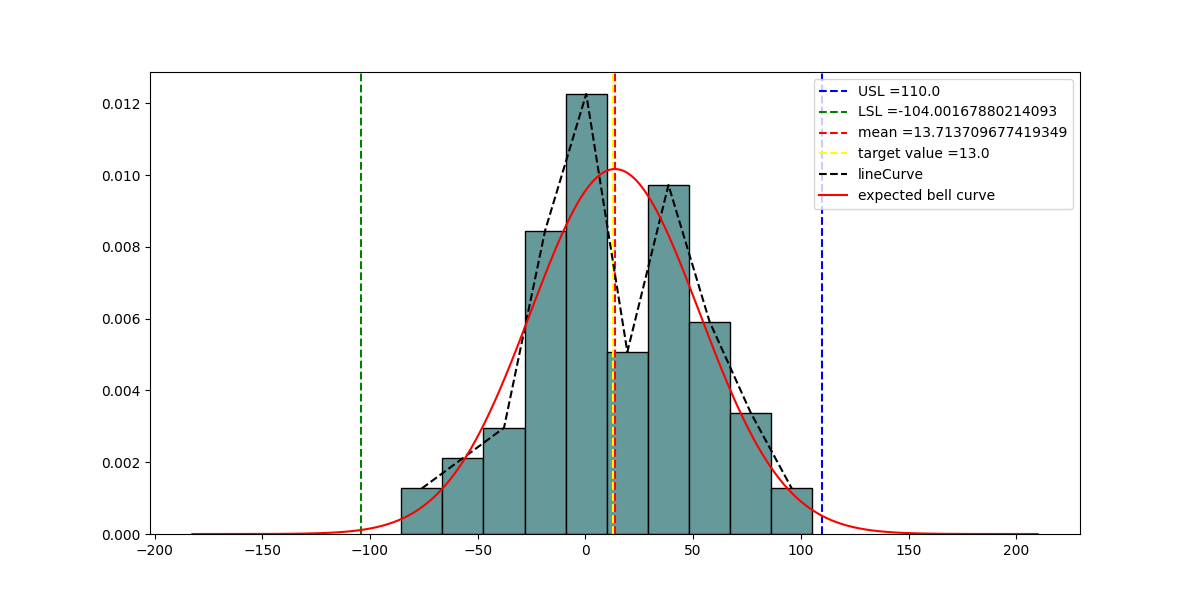 USL =110.0
LSL =-104.00167880214093
mean =13.713709677419349
target value =13.0
lineCurve
expected bell curve
0.012
0.010
0.008
0.006
0.004
0.002
0.000
−200 −150 −100 −50 0 50 100 150 200